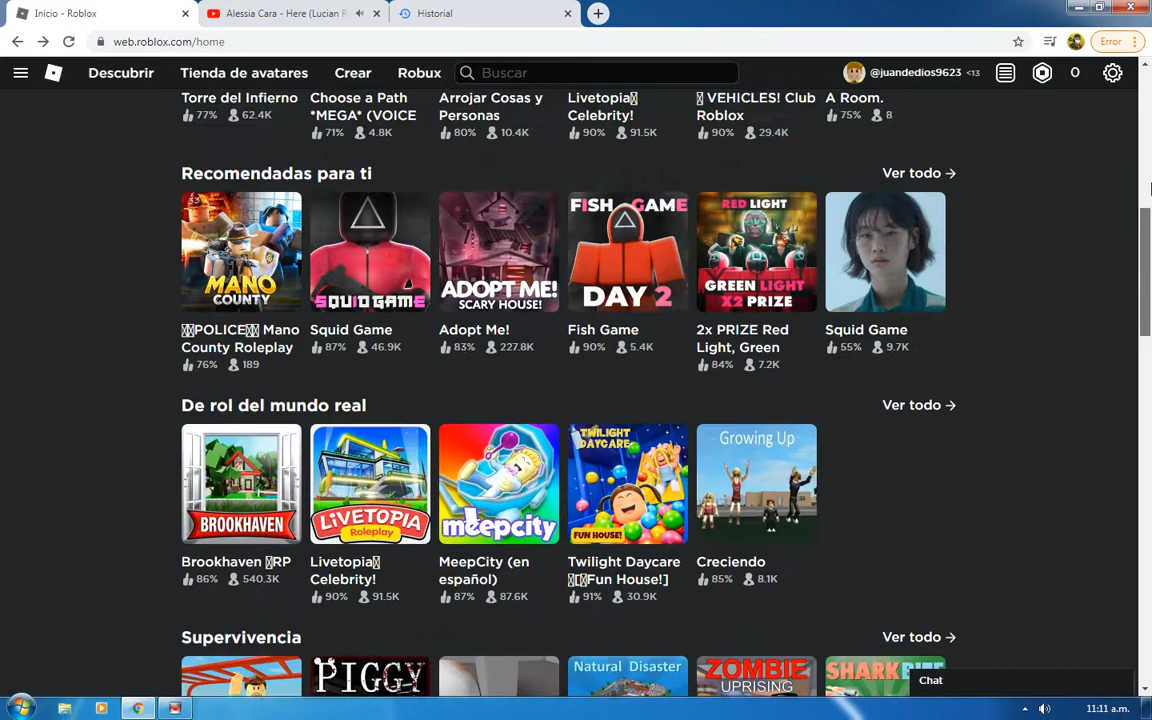 Inicio - Roblox
Alessia Cara - Here (Lucian R
Historial
web.roblox.com/home
Error
Descubrir
Tienda de avatares
Crear
Robux
Buscar
@juandedios9623 <13
0
Torre del Infierno
77% 62.4K
Choose a Path
*MEGA* (VOICE
71% 4.8K
Arrojar Cosas y
Personas
80% 10.4K
Livetopia
Celebrity!
90% 91.5K
VEHICLES! Club
Roblox
90% 29.4K
A Room.
75% 8
Recomendadas para ti
Ver todo →
MANO
COUNTY
POLICE Mano
County Roleplay
76% 189
SQUID GAME
Squid Game
87% 46.9K
ADOPT ME!
SCARY HOUSE!
Adopt Me!
83% 227.8K
FISH GAME
DAY 2
Fish Game
90% 5.4K
RED LIGHT
GREEN LIGHT
X2 PRIZE
2x PRIZE Red
Light, Green
84% 7.2K
Squid Game
55% 9.7K
De rol del mundo real
Ver todo →
BROOKHAVEN
Brookhaven RP
86% 540.3K
LIVETOPIA
Roleplay
Livetopia
Celebrity!
90% 91.5K
meepcity
MeepCity (en
español)
87% 87.6K
TWILIGHT
DAYCARE
FUN HOUSE!
Twilight Daycare
[Fun House!]
91% 30.9K
Growing Up
Creciendo
85% 8.1K
Supervivencia
Ver todo →
PIGGY
Natural Disaster
ZOMBIE
UPRISING
SHARKBITE
Chat
11:11 a.m.